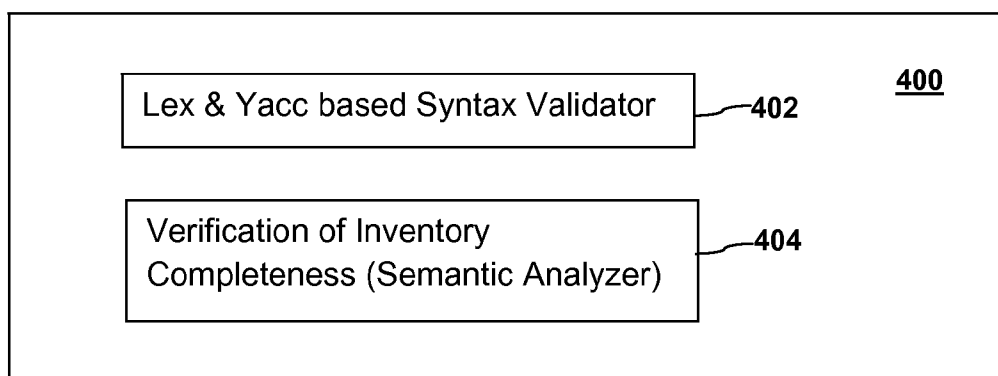 400
Lex & Yacc based Syntax Validator
402
Verification of Inventory
Completeness (Semantic Analyzer)
404